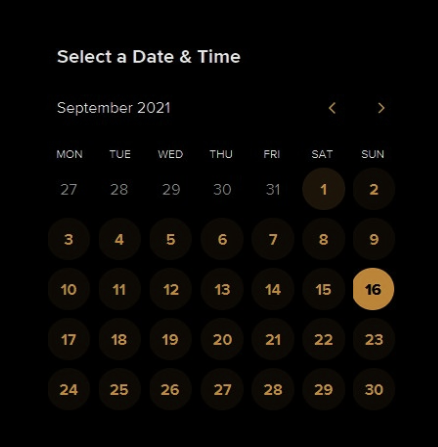 Select a Date & Time
September 2021
MON TUE WED THU FRI SAT SUN
27 28 29 30 31 1 2
3 4 5 6 7 8 9
10 11 12 13 14 15 16
17 18 19 20 21 22 23
24 25 26 27 28 29 30